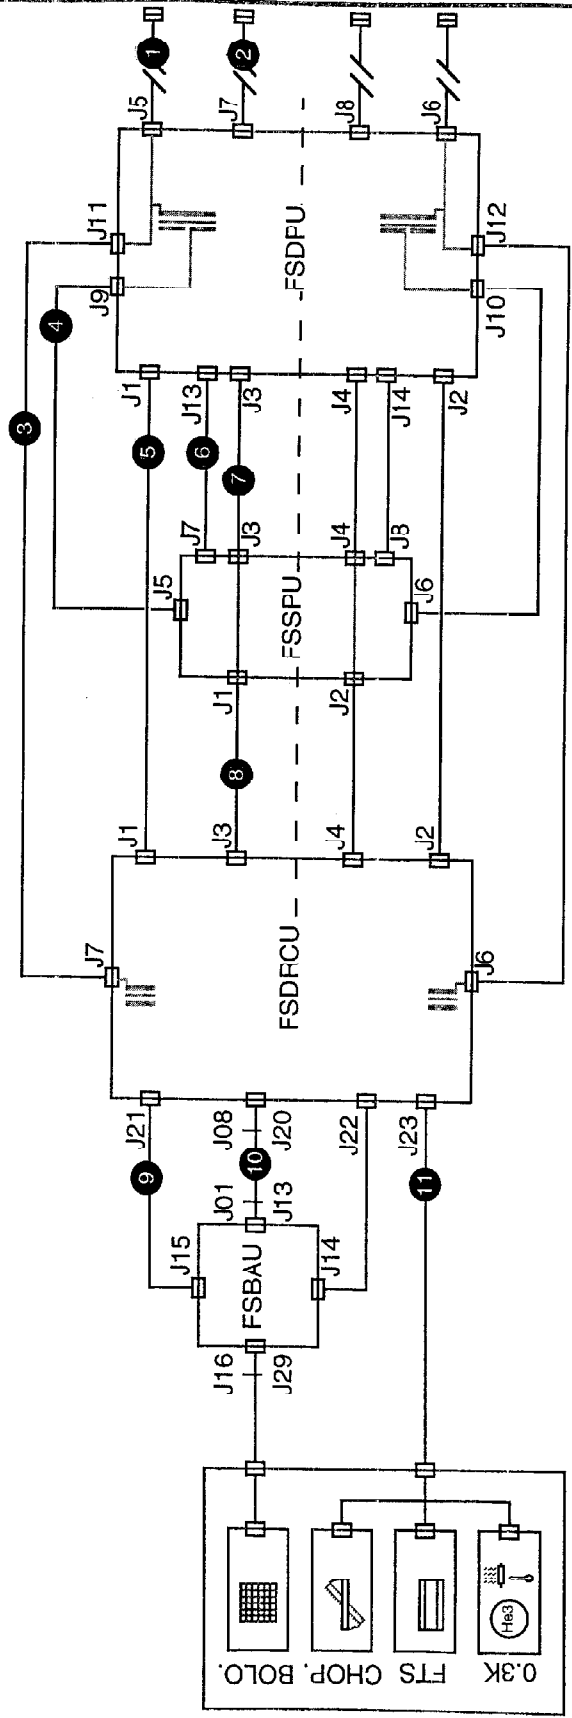 1
2
J5
J7
J8
J6
J11
J12
J9
J10
FSDPU
4
3
J1
J13
J3
J4
J14
J2
5
6
7
J7
J3
J4
J8
J5
J6
FSSPU
J1
J2
8
J1
J3
J4
J2
J7
J6
FSDRCU
J21
J08
J20
J22
J23
9
10
11
J01
J13
J15
J14
FSBAU
J16
J29
BOLO.
CHOP.
FTS
0.3K
He3